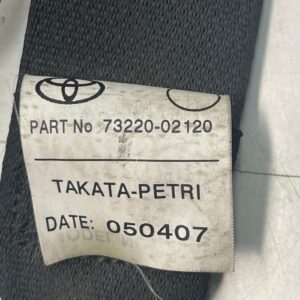 PART No 73220-02120
TAKATA-PETRI
DATE: 050407